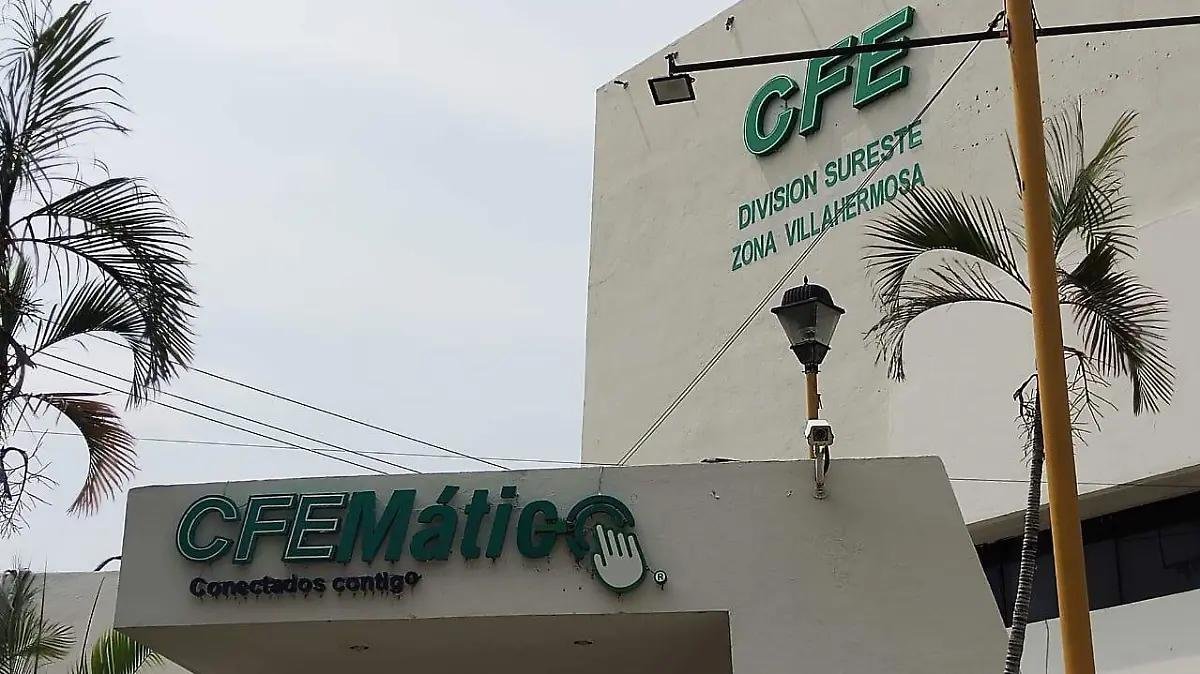 CFE
DIVISION SURESTE
ZONA VILLAHERMOSA
CFEMático
Conectados contigo
®